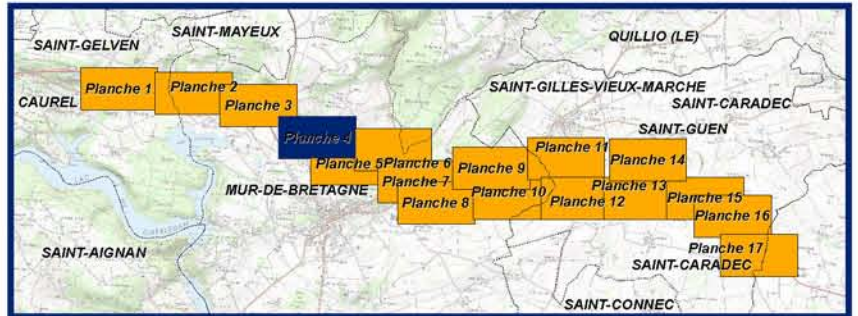 SAINT-GELVEN
SAINT-MAYEUX
QUILLIO (LE)
CAUREL
Planche 1
Planche 2
Planche 3
SAINT-GILLES-VIEUX-MARCHE
SAINT-CARADEC
SAINT-GUEN
Planche 4
Planche 5
Planche 6
Planche 7
Planche 8
Planche 9
Planche 10
Planche 11
Planche 12
Planche 13
Planche 14
Planche 15
Planche 16
Planche 17
MUR-DE-BRETAGNE
SAINT-AIGNAN
SAINT-CARADEC
SAINT-CONNEC